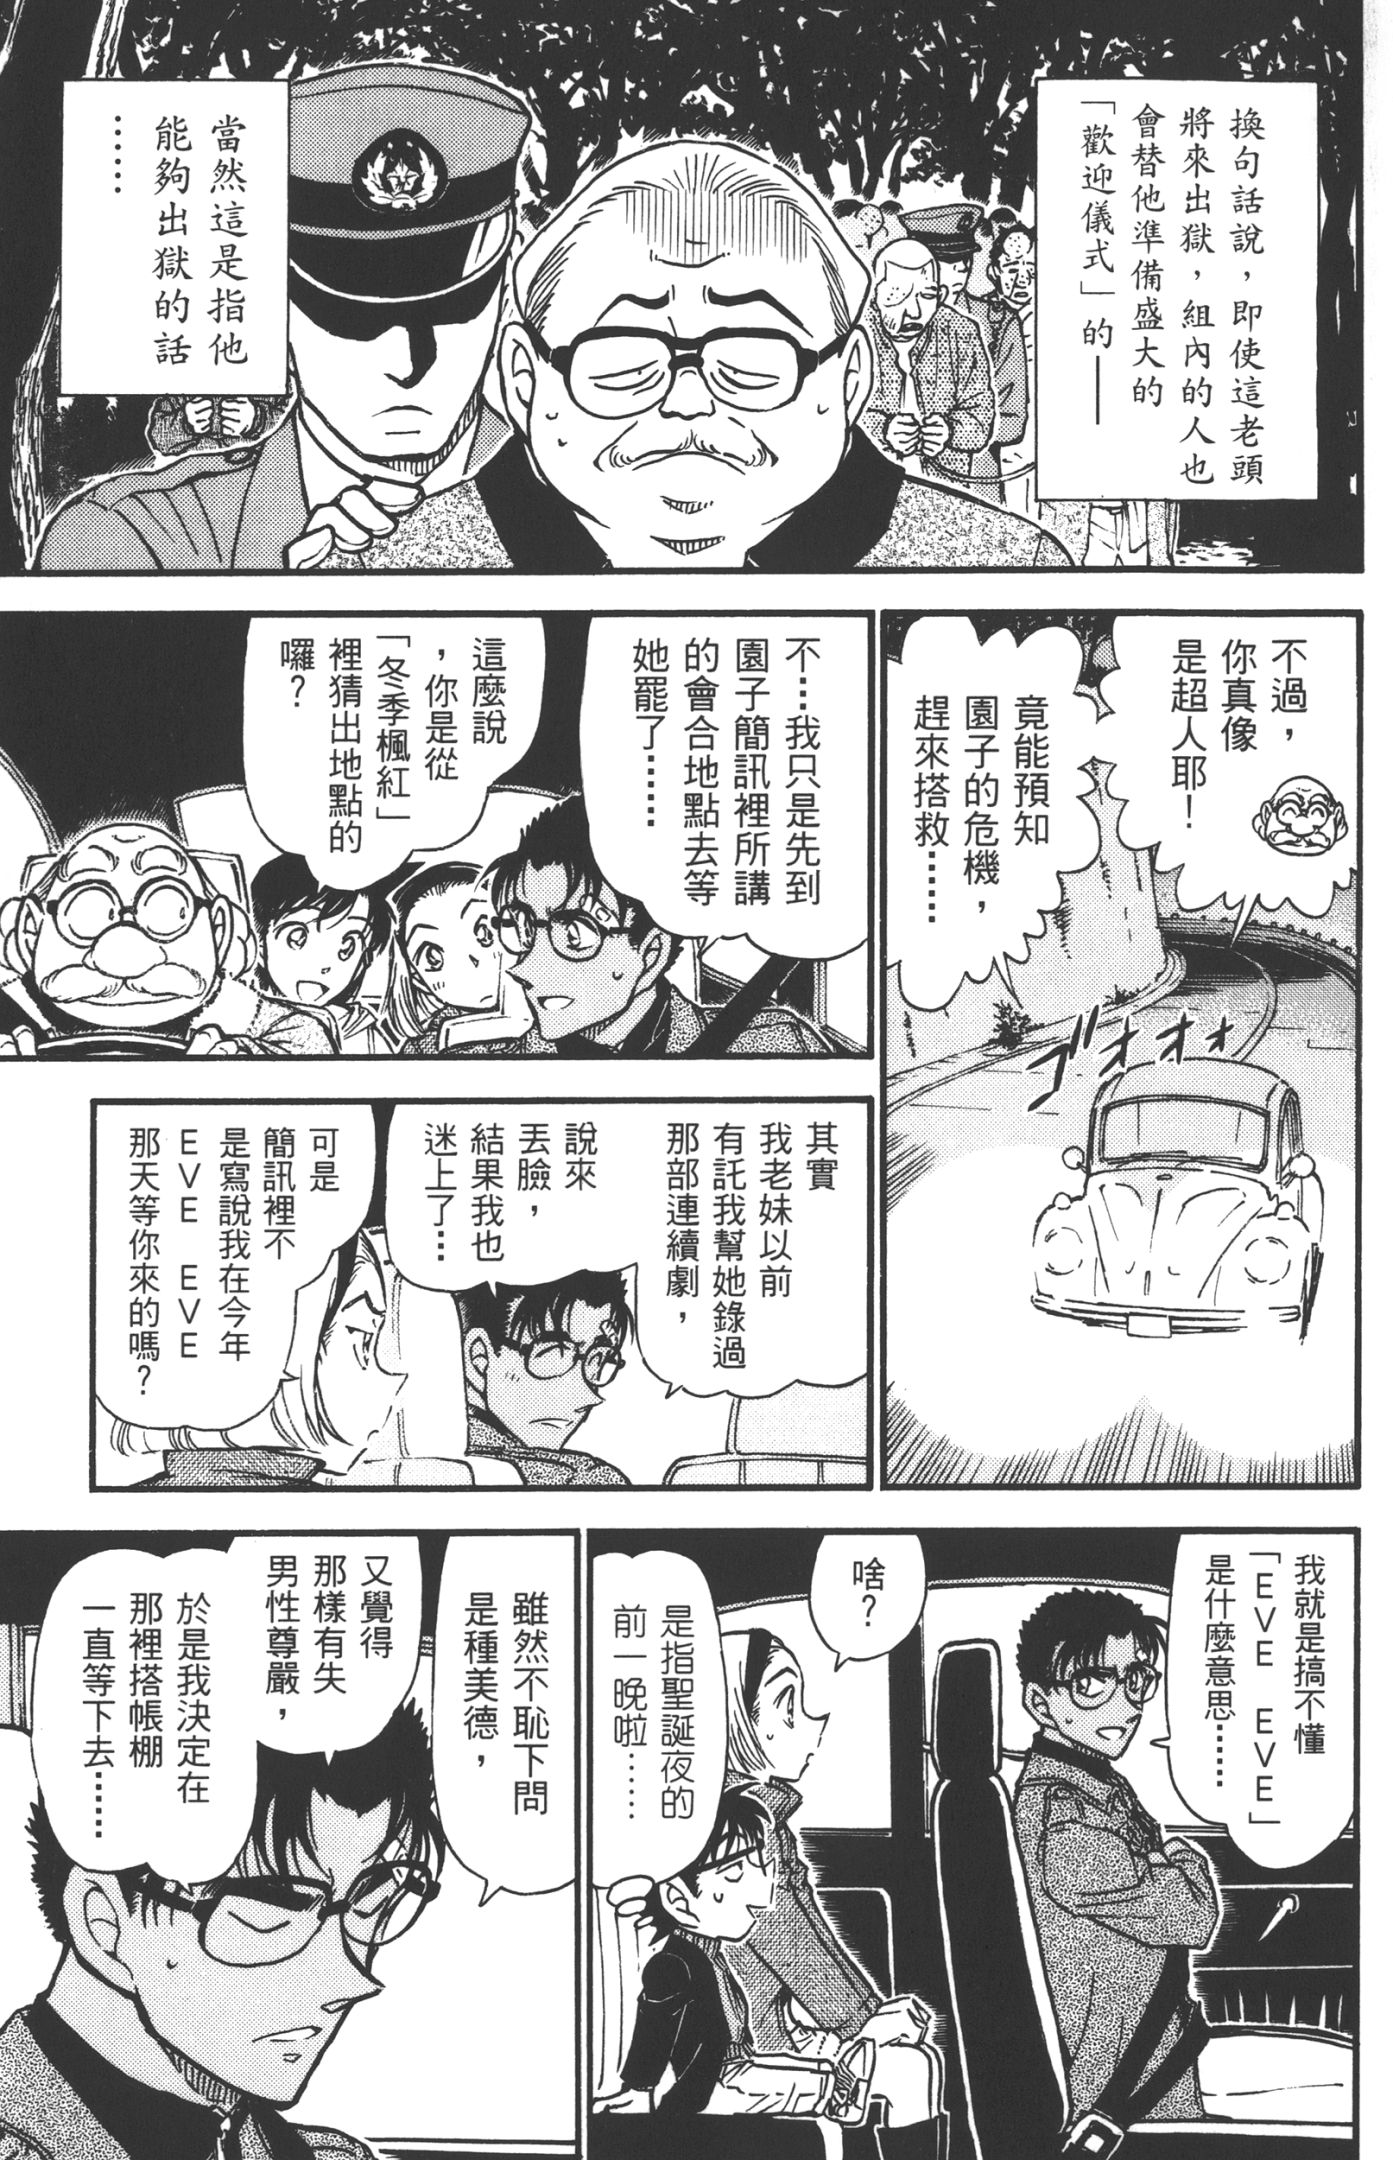 換句話說，即使這老頭
將來出獄，組內的人也
會替他準備盛大的
「歡迎儀式」的——
當然這是指他
能夠出獄的話
……
不過，
你真像
是超人耶！
竟能預知
園子的危機，
趕來搭救……
ブオオオ
不…我只是先到
園子簡訊裡所講
的會合地點去等
她罷了……
這麼說
，你是從
「冬季楓紅」
裡猜出地點的
囉？
其實
我老妹以前
有託我幫她錄過
那部連續劇，
說來
丟臉，
結果我也
迷上了…
可是
簡訊裡不
是寫說我在今年
EVE EVE
那天等你來的嗎？
我就是搞不懂
「EVE EVE」
是什麼意思……
啥？
是指聖誕夜的
前一晚啦……
雖然不恥下問
是種美德，
又覺得
那樣有失
男性尊嚴，
於是我決定在
那裡搭帳棚
一直等下去……